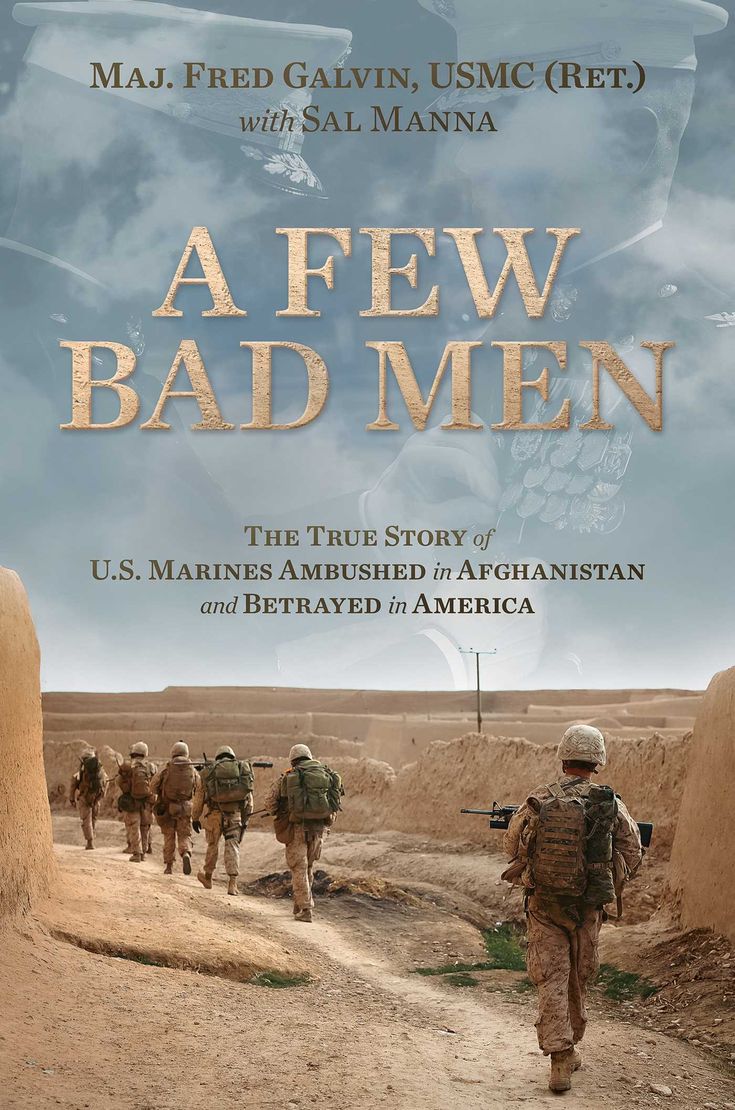 Maj. Fred Galvin, USMC (Ret.)
with Sal Manna
A FEW
BAD MEN
The True Story of
U.S. Marines Ambushed in Afghanistan
and Betrayed in America